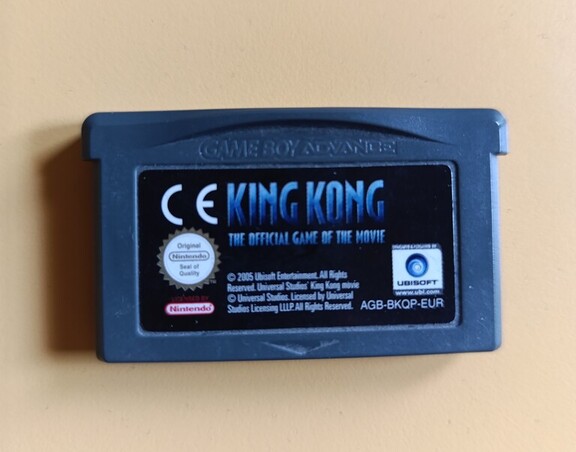 GAME BOY ADVANCE
CE KING KONG
THE OFFICIAL GAME OF THE MOVIE
Original
Nintendo
Seal of
Quality
© 2005 Ubisoft Entertainment. All Rights
Reserved. Universal Studios' King Kong movie
© Universal Studios. Licensed by Universal
Studios Licensing LLLP. All Rights Reserved.
LICENSED BY
Nintendo
UBISOFT
www.ubi.com
AGB-BKQP-EUR